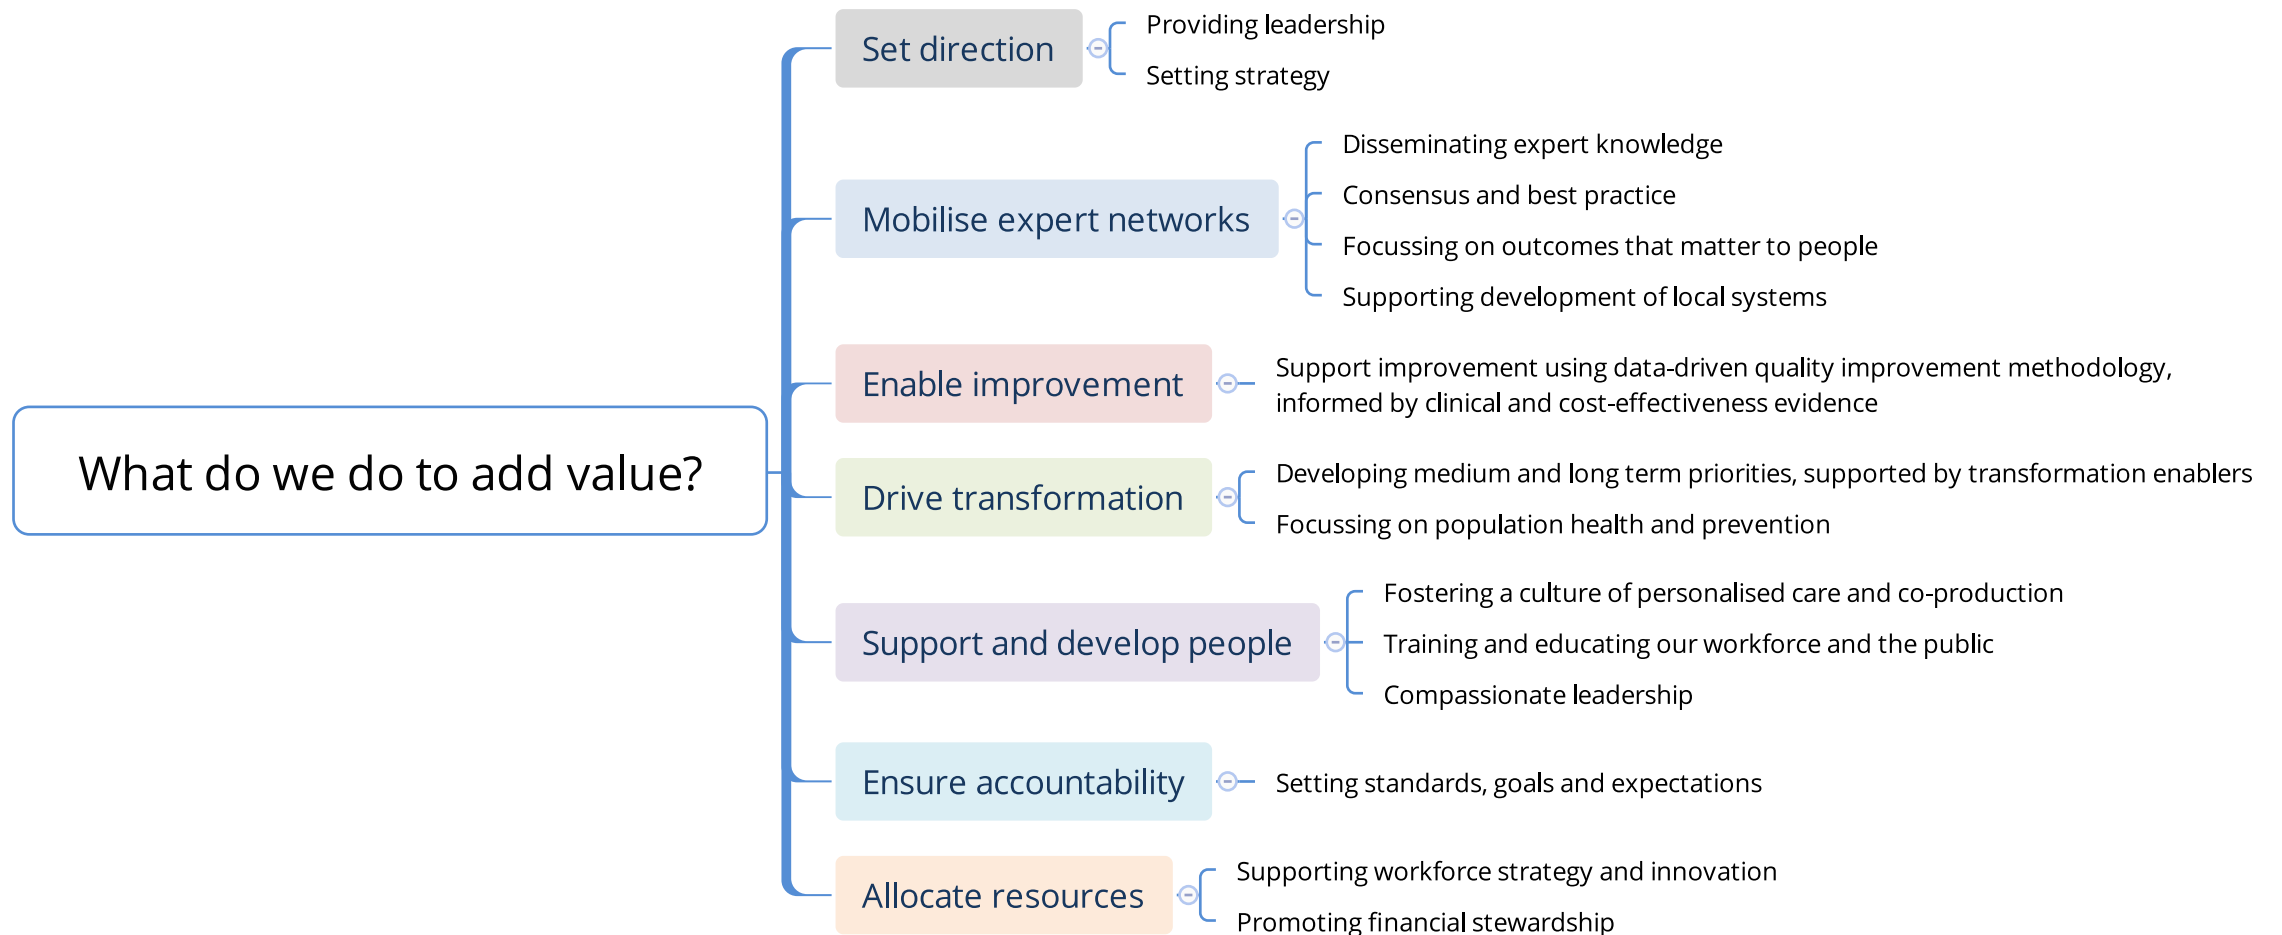 What do we do to add value?
Set direction
Providing leadership
Setting strategy
Mobilise expert networks
Disseminating expert knowledge
Consensus and best practice
Focussing on outcomes that matter to people
Supporting development of local systems
Enable improvement
Support improvement using data-driven quality improvement methodology,
informed by clinical and cost-effectiveness evidence
Drive transformation
Developing medium and long term priorities, supported by transformation enablers
Focussing on population health and prevention
Support and develop people
Fostering a culture of personalised care and co-production
Training and educating our workforce and the public
Compassionate leadership
Ensure accountability
Setting standards, goals and expectations
Allocate resources
Supporting workforce strategy and innovation
Promoting financial stewardship